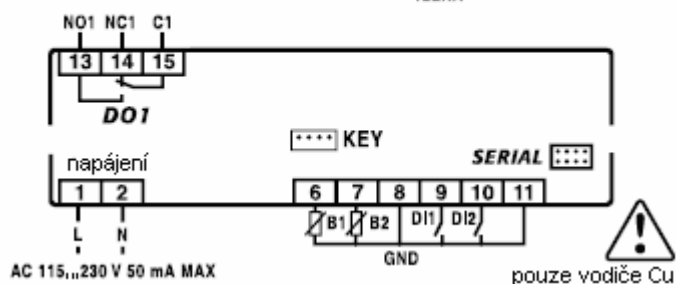 NO1 NC1 C1
13 14 15
DO1
KEY
SERIAL
napájení
1 2
6 7 8 9 10 11
L N
B1 B2 DI1 DI2
GND
AC 115...230 V 50 mA MAX
pouze vodiče Cu